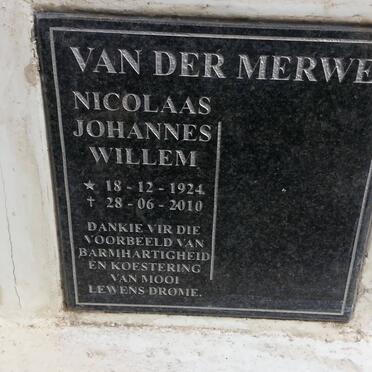 VAN DER MERWE
NICOLAAS
JOHANNES
WILLEM
★ 18 - 12 - 1924
† 28 - 06 - 2010
DANKIE VIR DIE
VOORBEELD VAN
BARMHARTIGHEID
EN KOESTERING
VAN MOOI
LEWENS DROME.